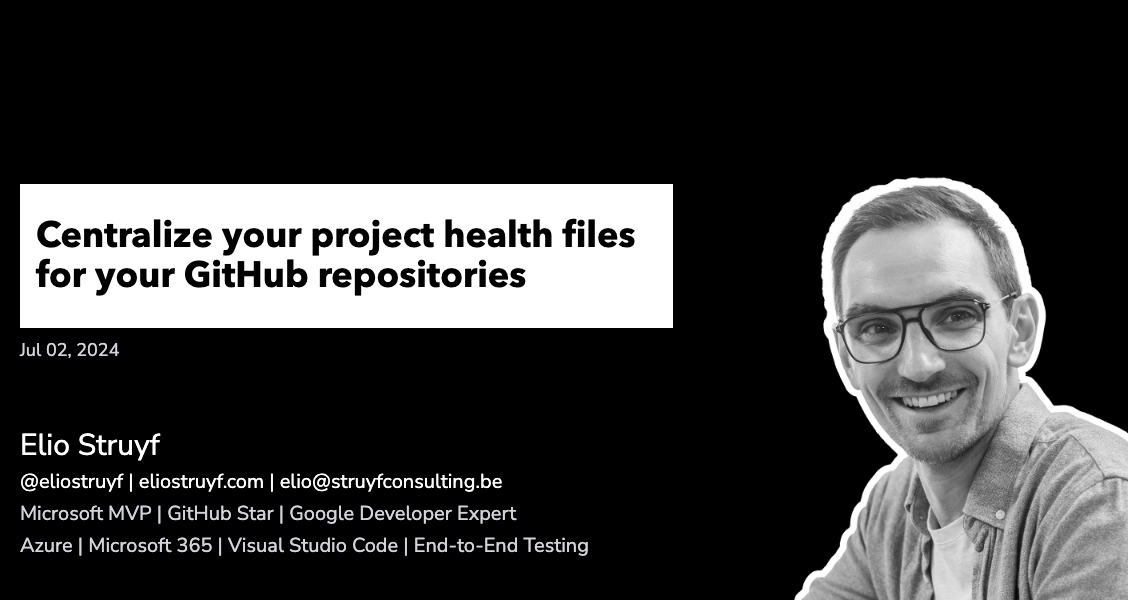 Centralize your project health files
for your GitHub repositories
Jul 02, 2024
Elio Struyf
@eliostruyf | eliostruyf.com | elio@struyfconsulting.be
Microsoft MVP | GitHub Star | Google Developer Expert
Azure | Microsoft 365 | Visual Studio Code | End-to-End Testing